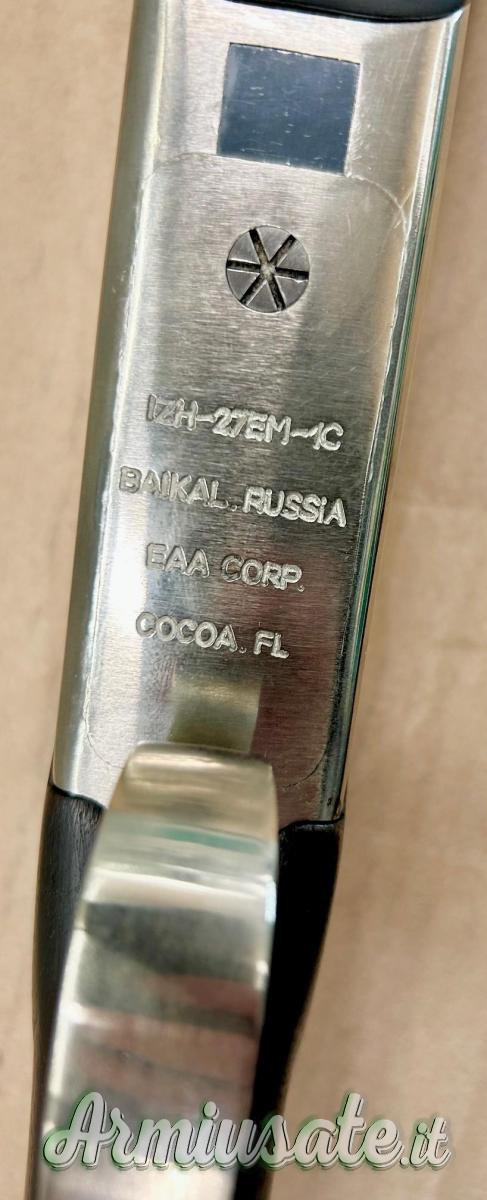 IZH-27EM-1C
BAIKAL. RUSSiA
EAA CORP.
COCOA. FL
Armiusate.it